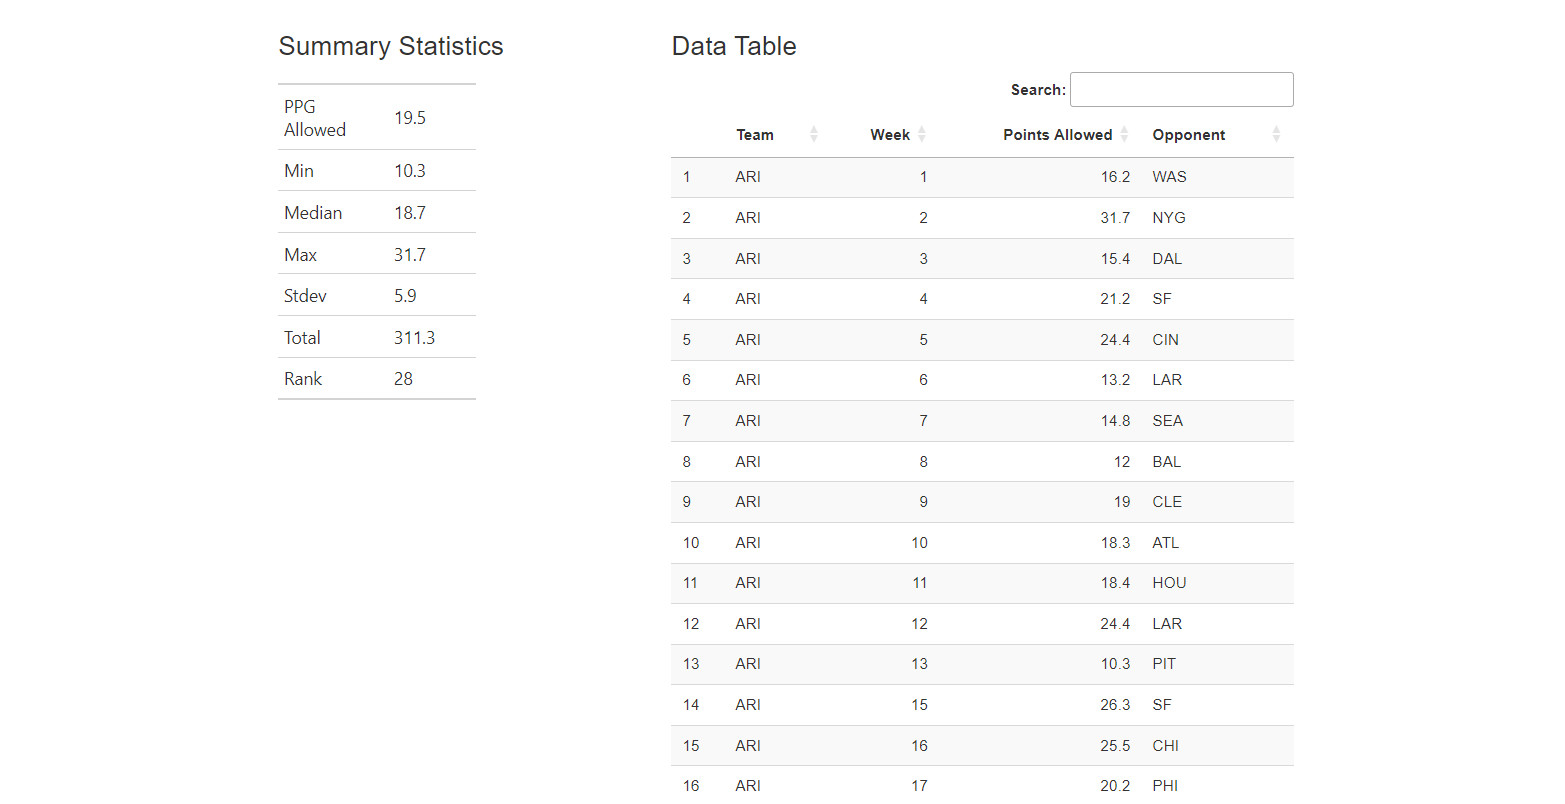 Summary Statistics
PPG Allowed 19.5
Min 10.3
Median 18.7
Max 31.7
Stdev 5.9
Total 311.3
Rank 28
Data Table
Search:
Team Week Points Allowed Opponent
1 ARI 1 16.2 WAS
2 ARI 2 31.7 NYG
3 ARI 3 15.4 DAL
4 ARI 4 21.2 SF
5 ARI 5 24.4 CIN
6 ARI 6 13.2 LAR
7 ARI 7 14.8 SEA
8 ARI 8 12 BAL
9 ARI 9 19 CLE
10 ARI 10 18.3 ATL
11 ARI 11 18.4 HOU
12 ARI 12 24.4 LAR
13 ARI 13 10.3 PIT
14 ARI 15 26.3 SF
15 ARI 16 25.5 CHI
16 ARI 17 20.2 PHI